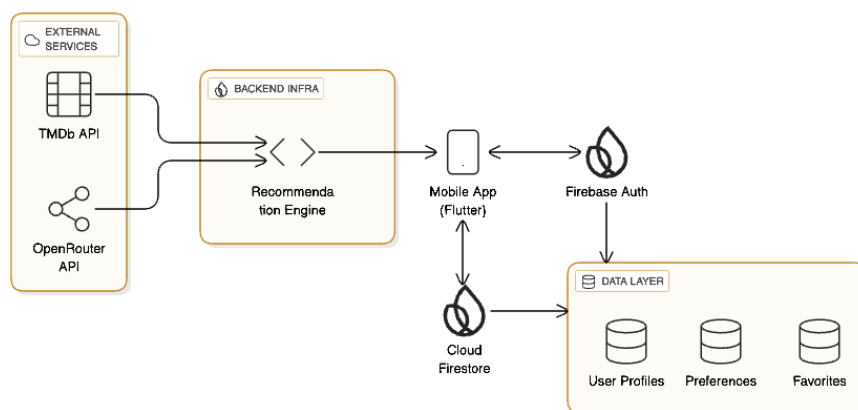 EXTERNAL
SERVICES
TMDb API
OpenRouter
API
BACKEND INFRA
Recommenda
tion Engine
Mobile App
(Flutter)
Firebase Auth
Cloud
Firestore
DATA LAYER
User Profiles
Preferences
Favorites